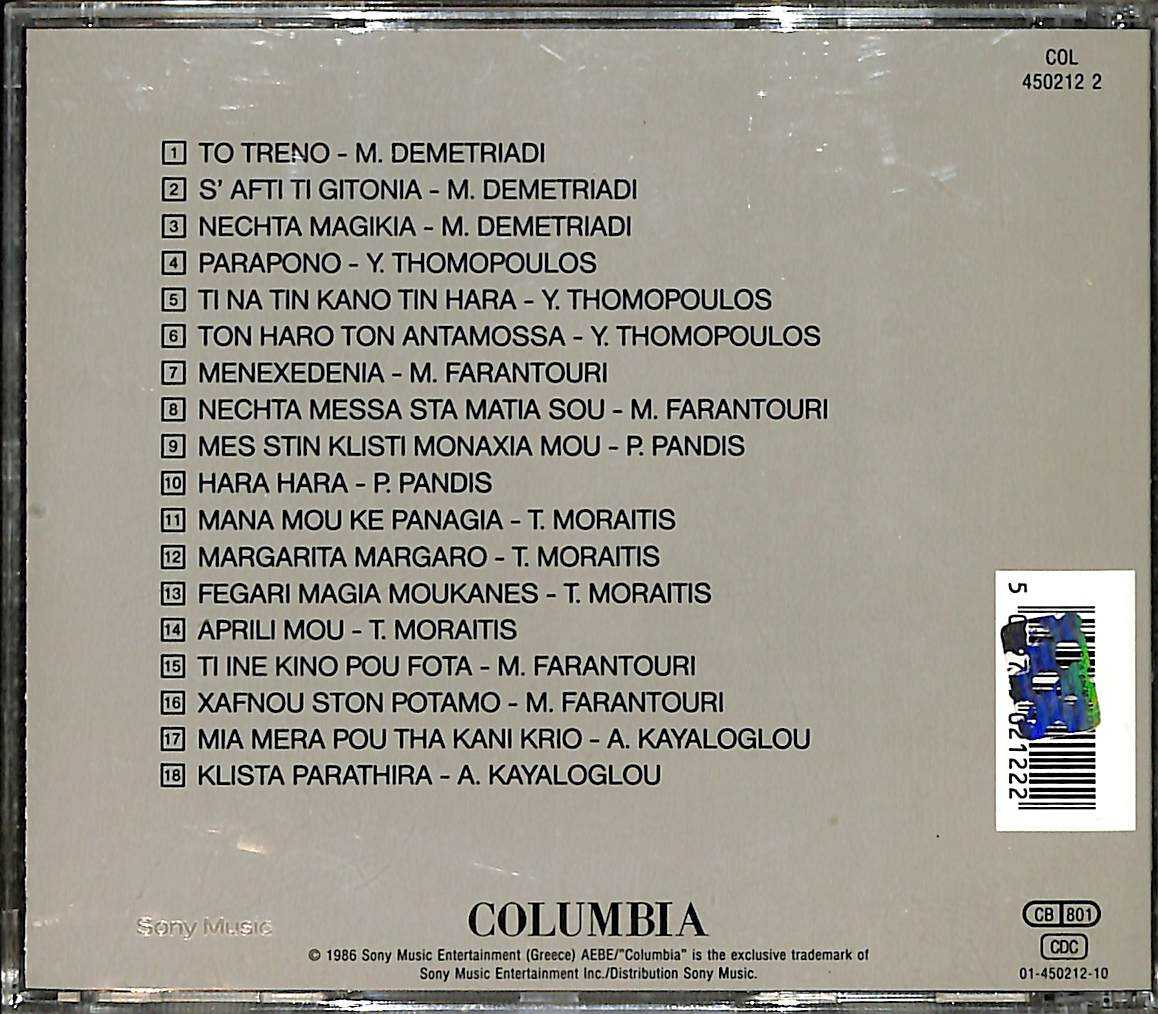 COL
450212 2
1 TO TRENO - M. DEMETRIADI
2 S' AFTI TI GITONIA - M. DEMETRIADI
3 NECHTA MAGIKIA - M. DEMETRIADI
4 PARAPONO - Y. THOMOPOULOS
5 TI NA TIN KANO TIN HARA - Y. THOMOPOULOS
6 TON HARO TON ANTAMOSSA - Y. THOMOPOULOS
7 MENEXEDENIA - M. FARANTOURI
8 NECHTA MESSA STA MATIA SOU - M. FARANTOURI
9 MES STIN KLISTI MONAXIA MOU - P. PANDIS
10 HARA HARA - P. PANDIS
11 MANA MOU KE PANAGIA - T. MORAITIS
12 MARGARITA MARGARO - T. MORAITIS
13 FEGARI MAGIA MOUKANES - T. MORAITIS
14 APRILI MOU - T. MORAITIS
15 TI INE KINO POU FOTA - M. FARANTOURI
16 XAFNOU STON POTAMO - M. FARANTOURI
17 MIA MERA POU THA KANI KRIO - A. KAYALOGLOU
18 KLISTA PARATHIRA - A. KAYALOGLOU
5
021222
Sony Music
COLUMBIA
© 1986 Sony Music Entertainment (Greece) AEBE/"Columbia" is the exclusive trademark of
Sony Music Entertainment Inc./Distribution Sony Music.
CB 801
CDC
01-450212-10